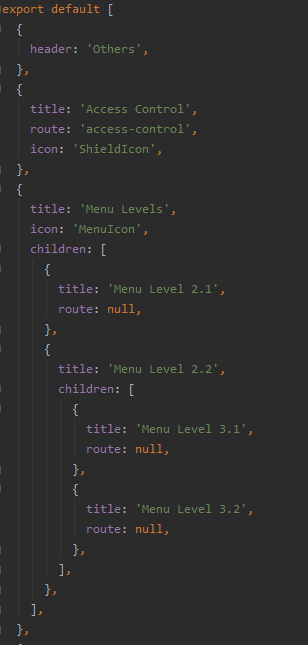 export default [
  {
    header: 'Others',
  },
  {
    title: 'Access Control',
    route: 'access-control',
    icon: 'ShieldIcon',
  },
  {
    title: 'Menu Levels',
    icon: 'MenuIcon',
    children: [
      {
        title: 'Menu Level 2.1',
        route: null,
      },
      {
        title: 'Menu Level 2.2',
        children: [
          {
            title: 'Menu Level 3.1',
            route: null,
          },
          {
            title: 'Menu Level 3.2',
            route: null,
          },
        ],
      },
    ],
  },